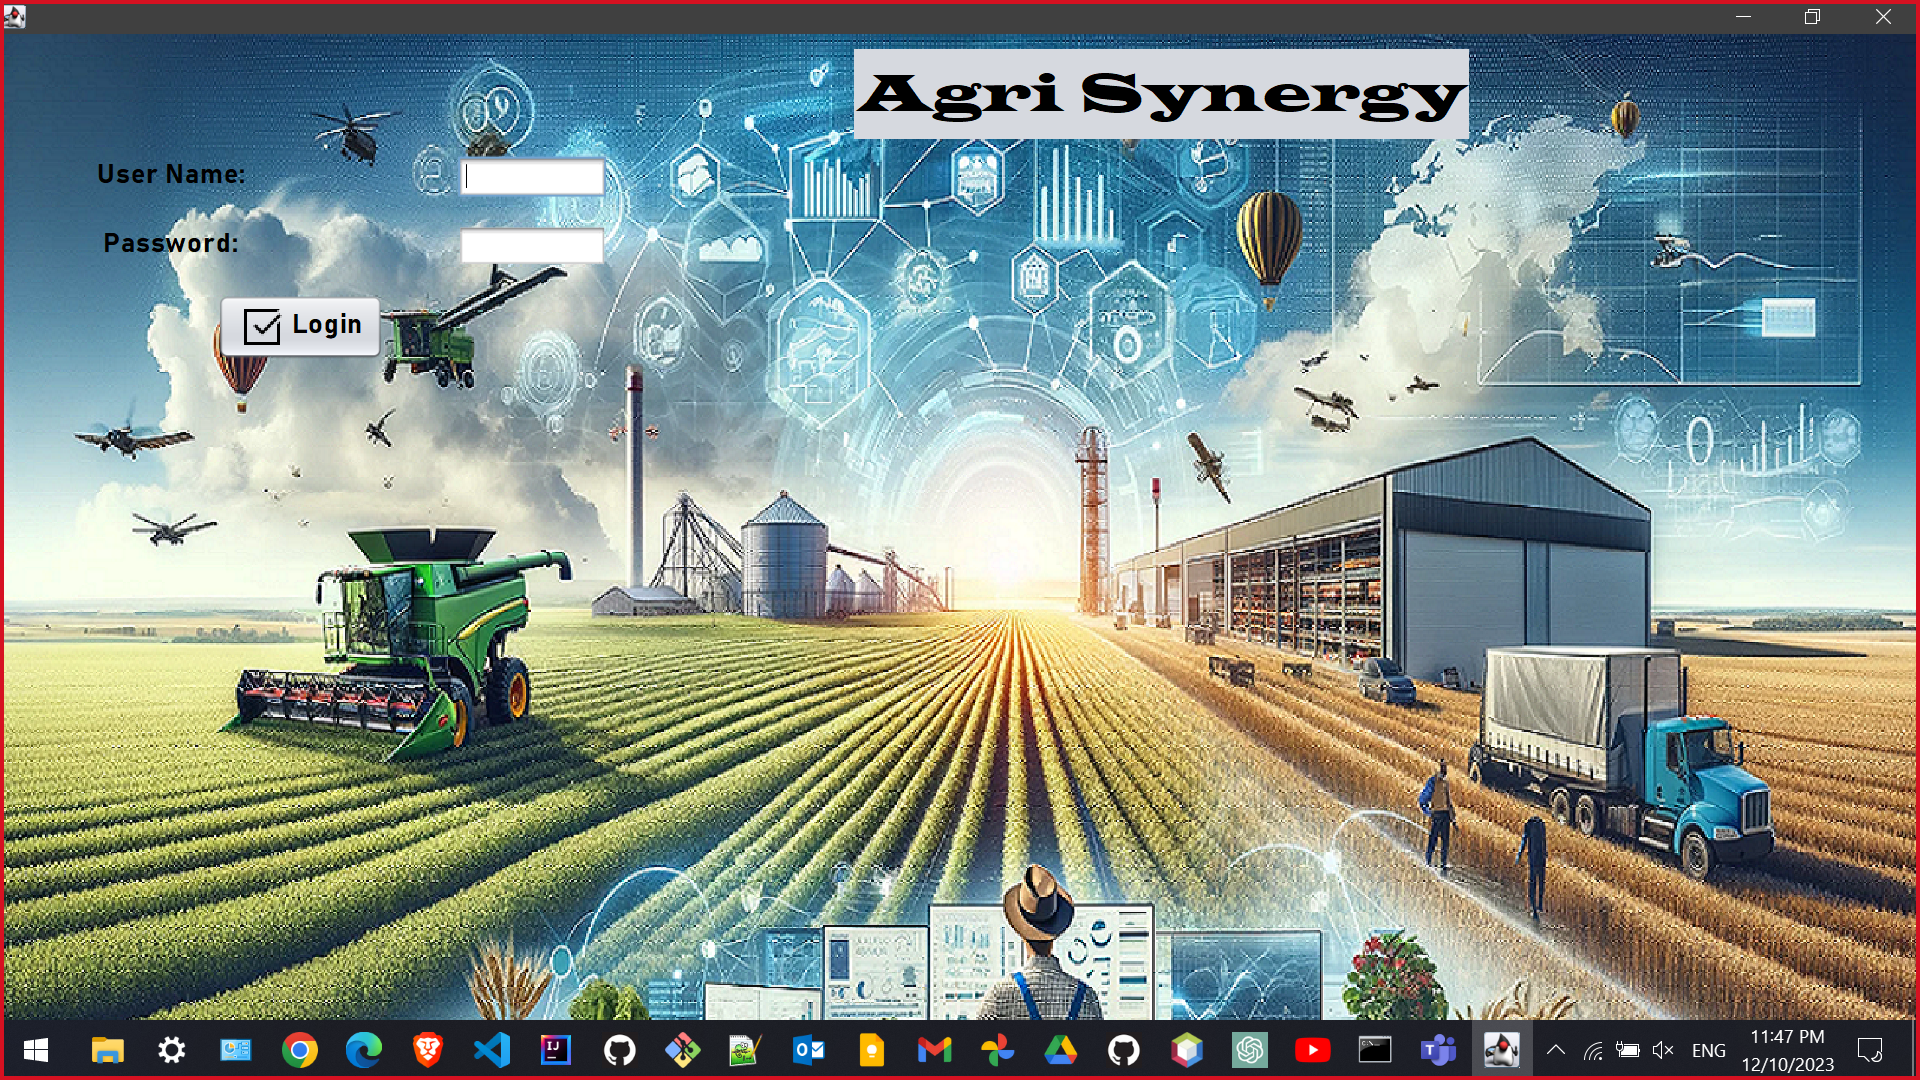 Agri Synergy
User Name:
Password:
Login
ENG
11:47 PM
12/10/2023